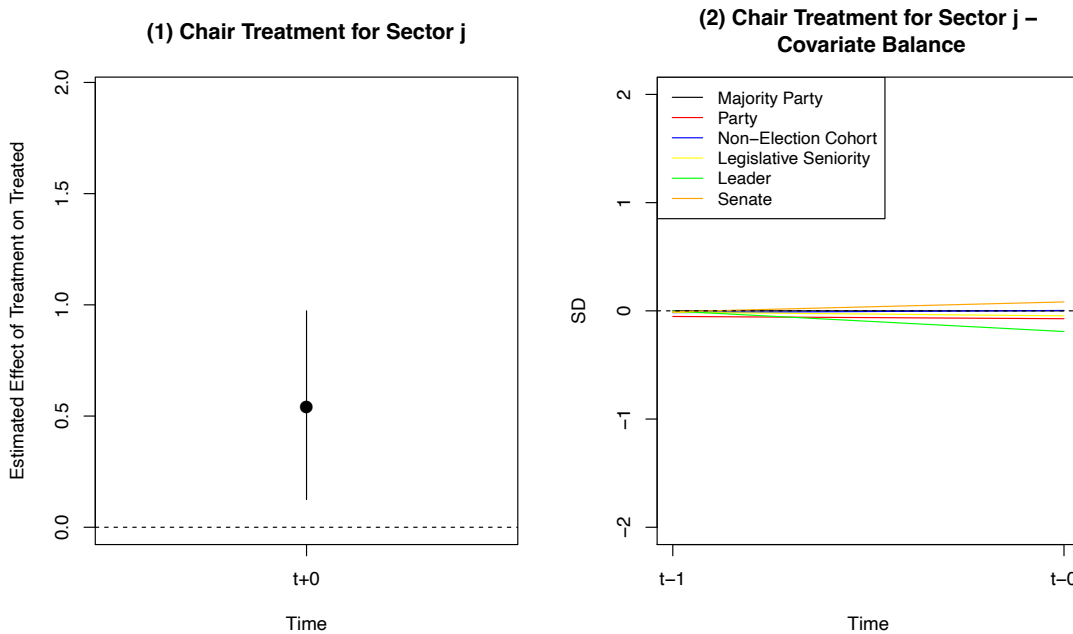 (1) Chair Treatment for Sector j
Estimated Effect of Treatment on Treated
2.0
1.5
1.0
0.5
0.0
t+0
Time
(2) Chair Treatment for Sector j −
Covariate Balance
SD
2
1
0
−1
−2
Majority Party
Party
Non−Election Cohort
Legislative Seniority
Leader
Senate
t−1
t−0
Time